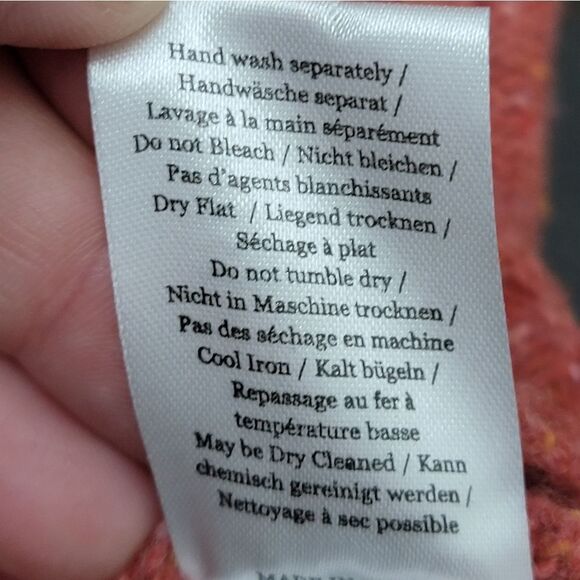 Hand wash separately /
Handwäsche separat /
Lavage à la main séparément
Do not Bleach / Nicht bleichen /
Pas d'agents blanchissants
Dry Flat / Liegend trocknen /
Séchage à plat
Do not tumble dry /
Nicht in Maschine trocknen /
Pas des séchage en machine
Cool Iron / Kalt bügeln /
Repassage au fer à
température basse
May be Dry Cleaned / Kann
chemisch gereinigt werden /
Nettoyage à sec possible
MADE IN